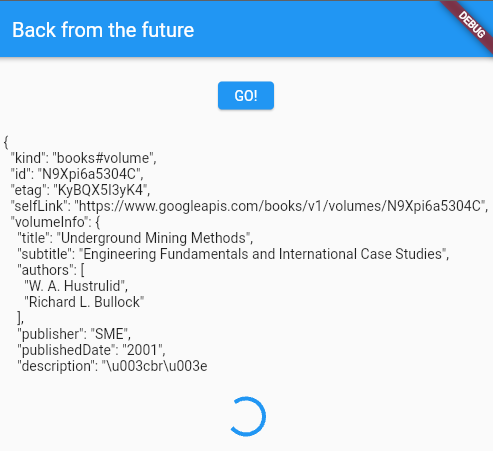 Back from the future
DEBUG
GO!
{
"kind": "books#volume",
"id": "N9Xpi6a5304C",
"etag": "KyBQX5I3yK4",
"selfLink": "https://www.googleapis.com/books/v1/volumes/N9Xpi6a5304C",
"volumeInfo": {
"title": "Underground Mining Methods",
"subtitle": "Engineering Fundamentals and International Case Studies",
"authors": [
"W. A. Hustrulid",
"Richard L. Bullock"
],
"publisher": "SME",
"publishedDate": "2001",
"description": "\u003cbr\u003e